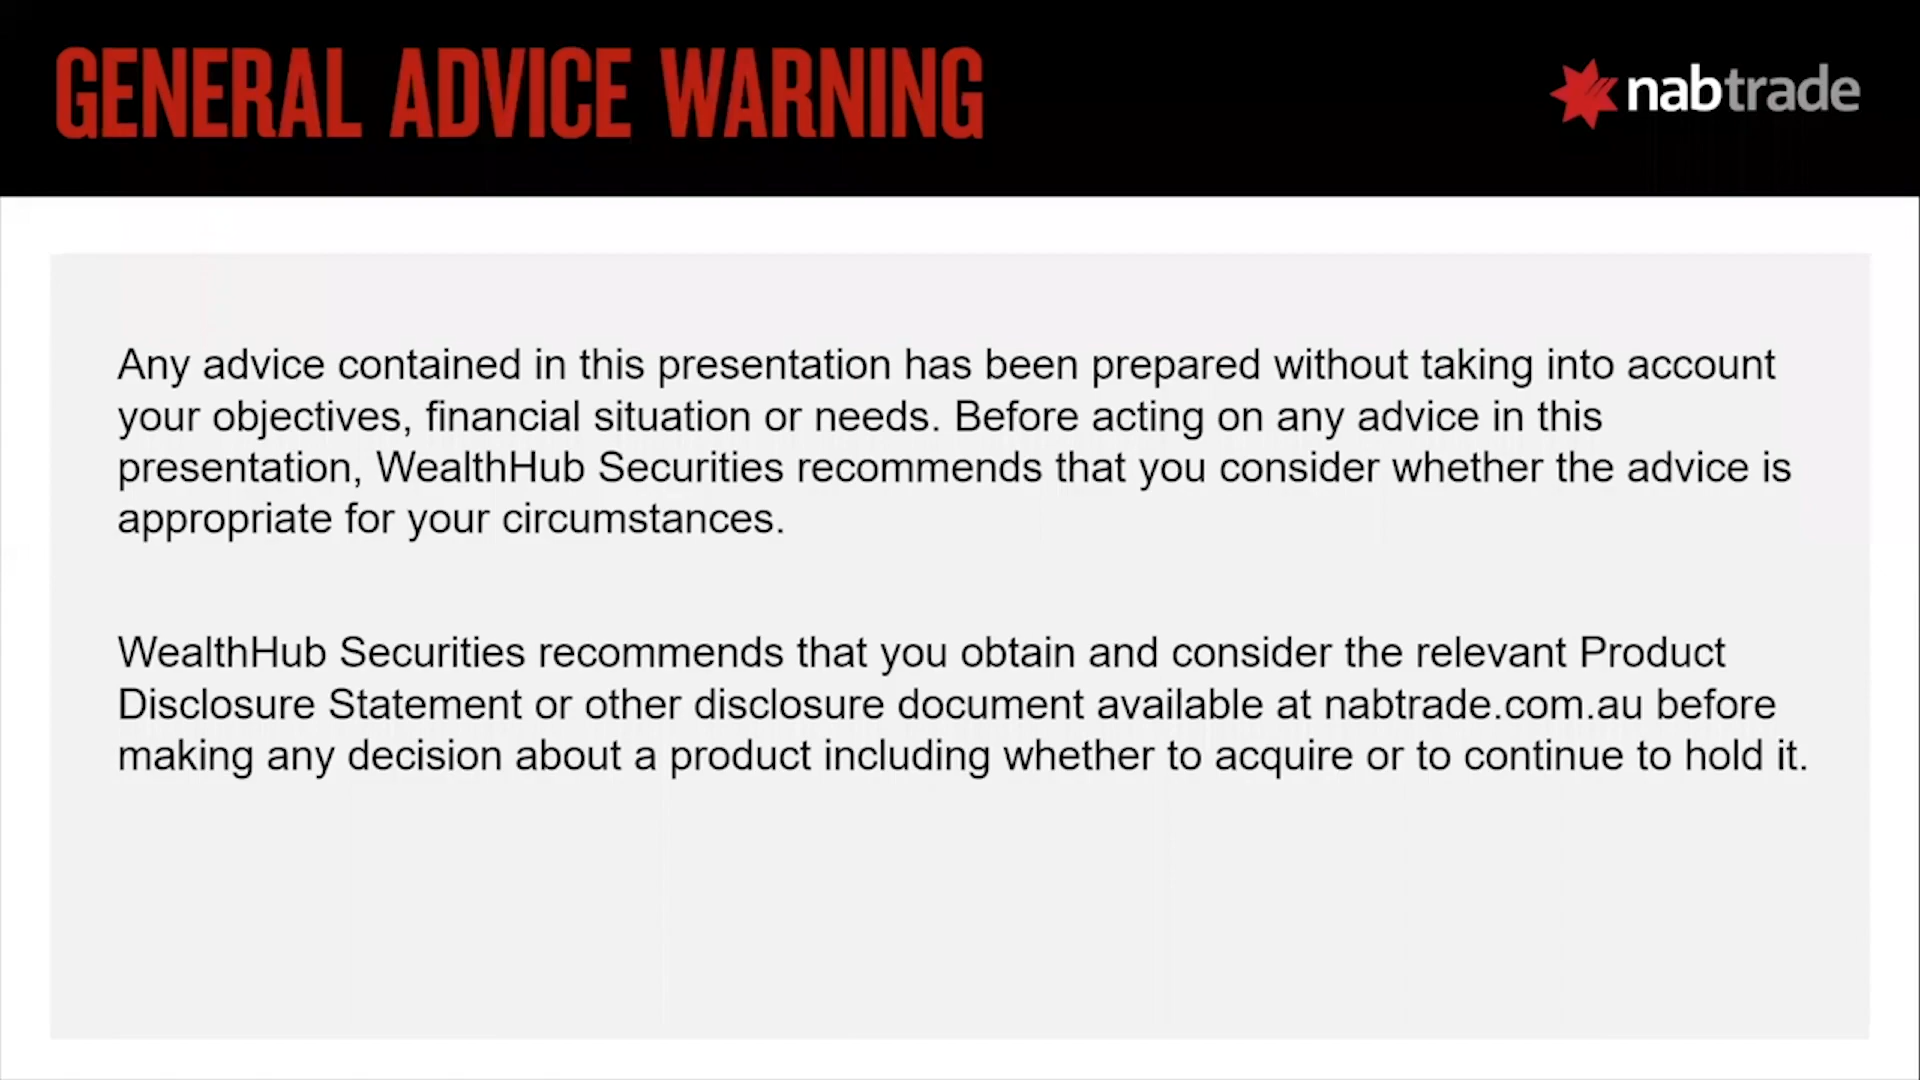 GENERAL ADVICE WARNING
nabtrade
Any advice contained in this presentation has been prepared without taking into account
your objectives, financial situation or needs. Before acting on any advice in this
presentation, WealthHub Securities recommends that you consider whether the advice is
appropriate for your circumstances.
WealthHub Securities recommends that you obtain and consider the relevant Product
Disclosure Statement or other disclosure document available at nabtrade.com.au before
making any decision about a product including whether to acquire or to continue to hold it.